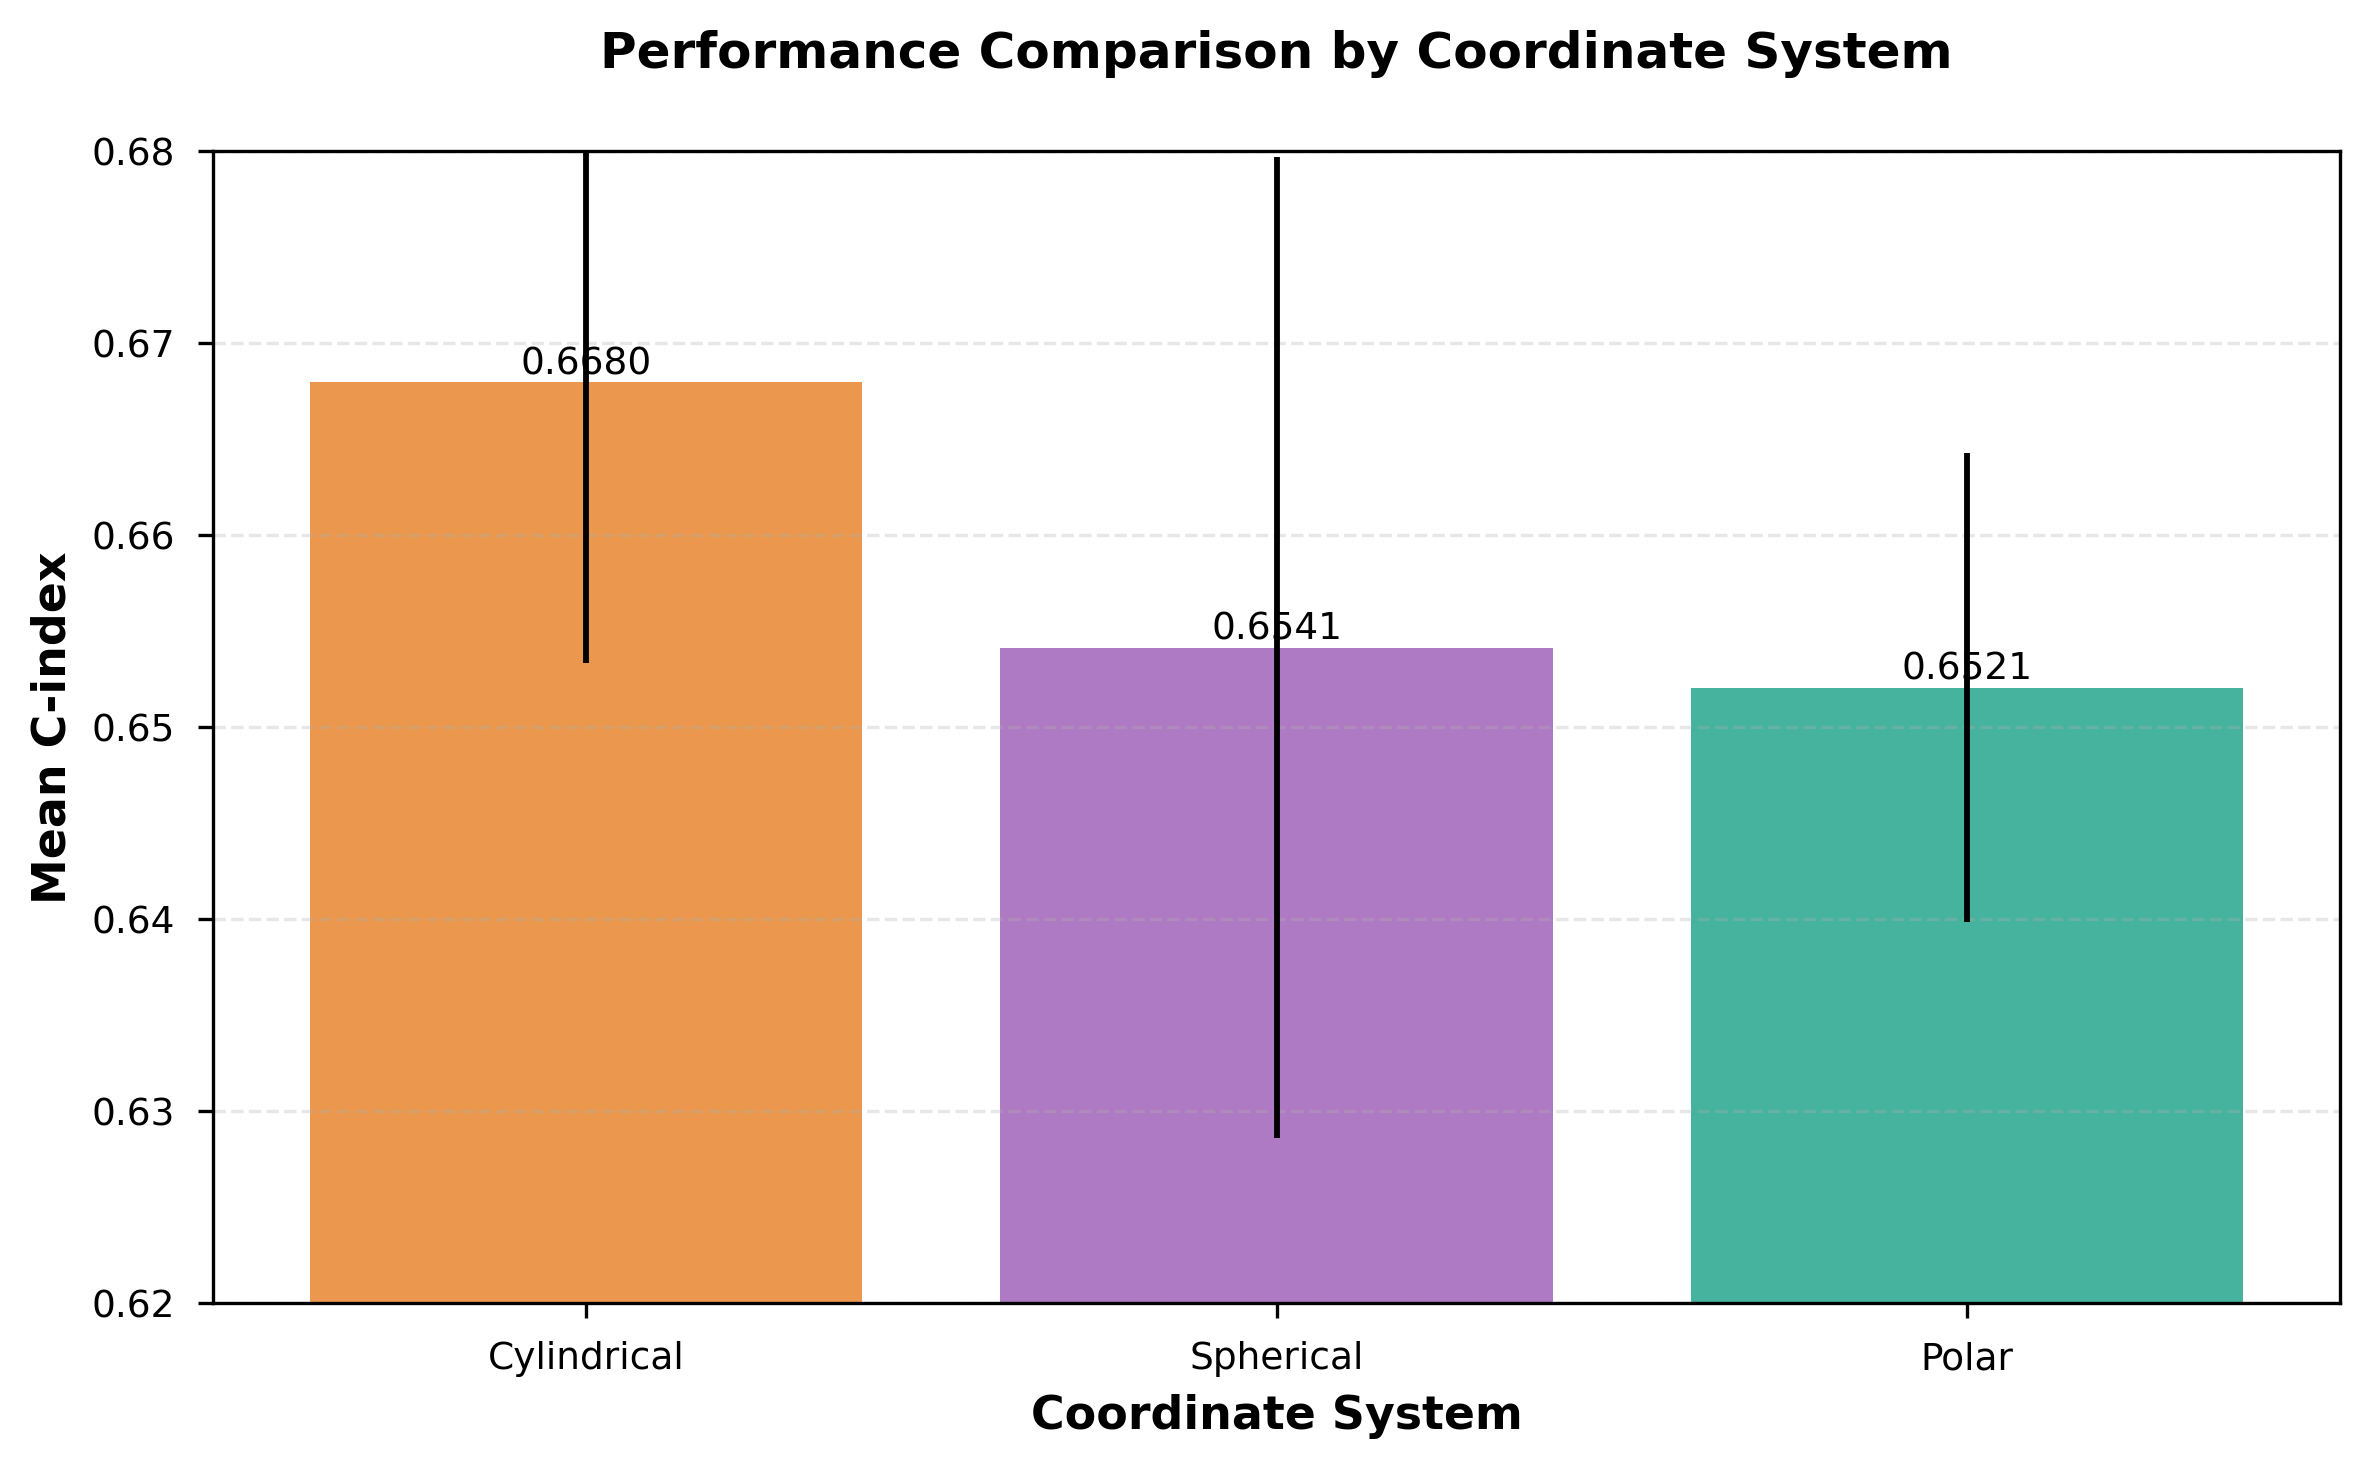 Performance Comparison by Coordinate System
0.68
0.67
0.66
0.65
0.64
0.63
0.62
Mean C-index
0.6680
0.6541
0.6521
Cylindrical
Spherical
Polar
Coordinate System